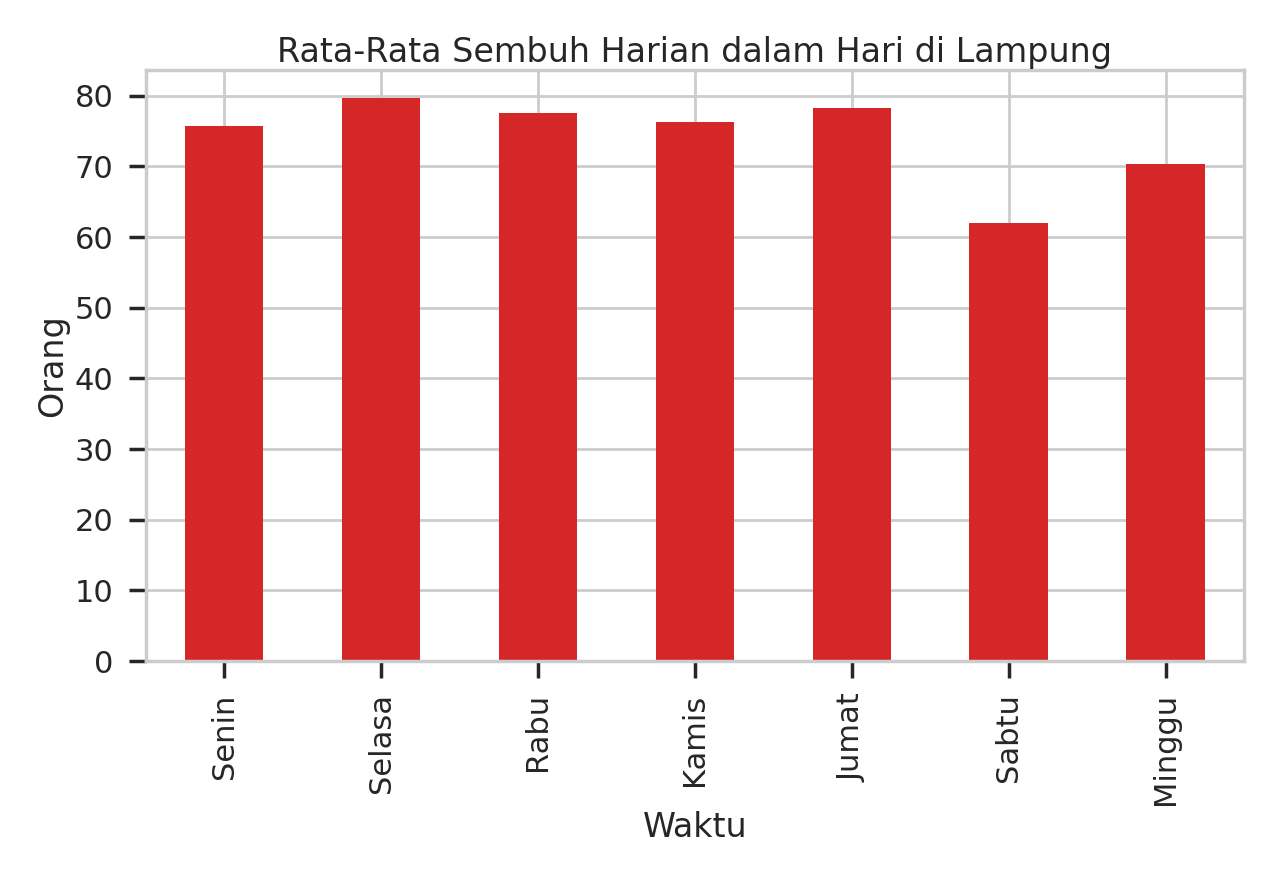 Rata-Rata Sembuh Harian dalam Hari di Lampung
80
70
60
50
40
30
20
10
0
Orang
Senin
Selasa
Rabu
Kamis
Jumat
Sabtu
Minggu
Waktu